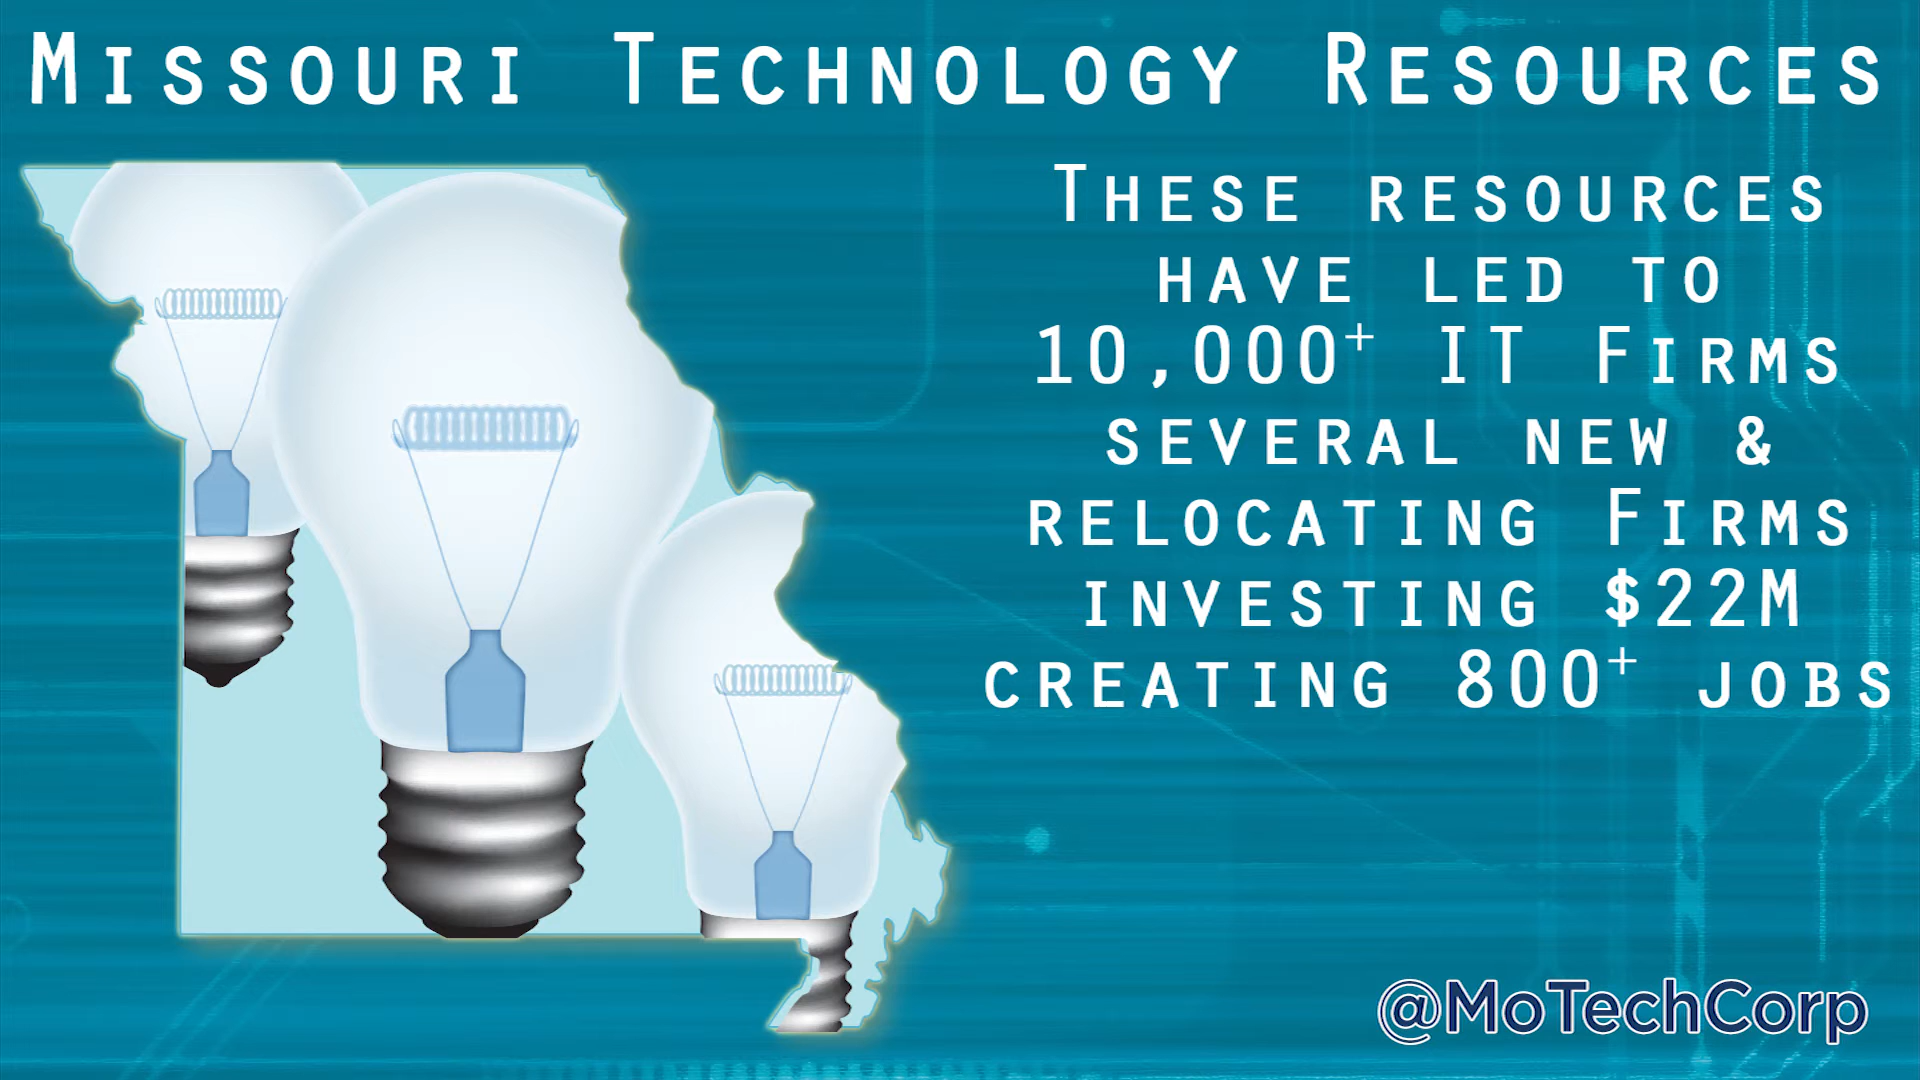 Missouri Technology Resources
These resources
have led to
10,000+ IT Firms
several new &
relocating Firms
investing $22M
creating 800+ jobs
@MoTechCorp